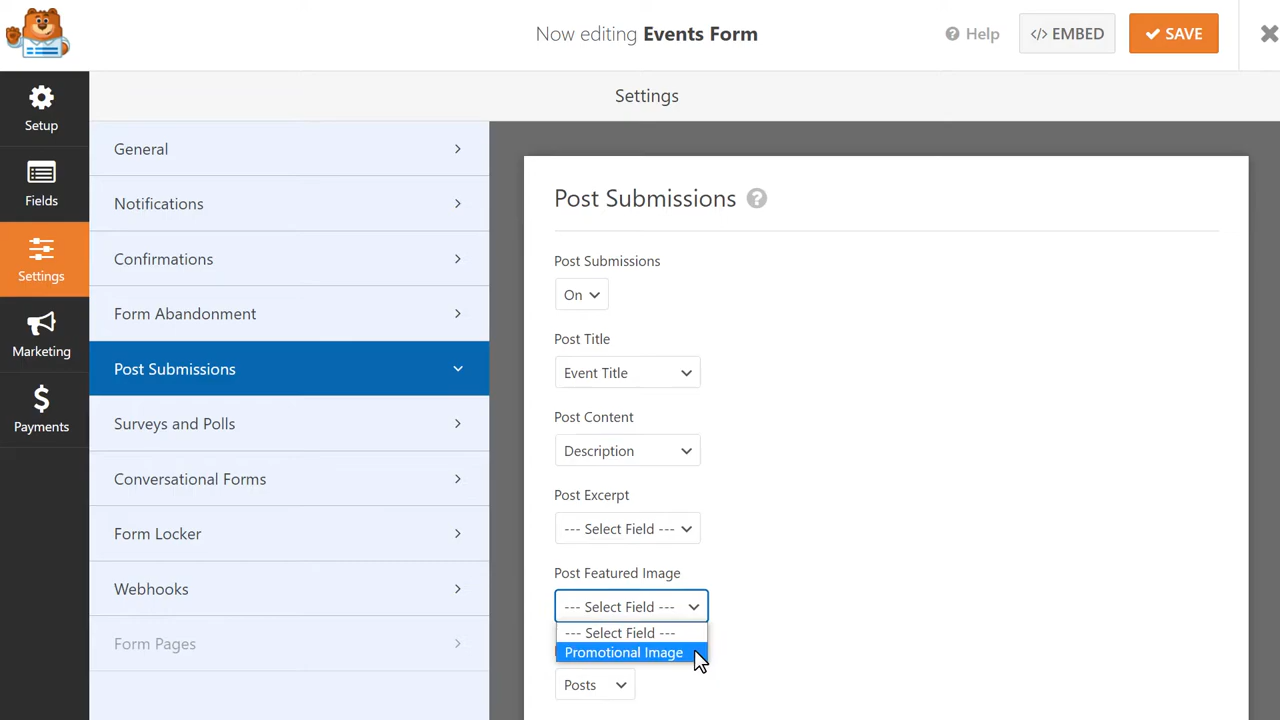 Now editing Events Form
Help
</> EMBED
SAVE
Setup
Fields
Settings
Marketing
Payments
Settings
General
Notifications
Confirmations
Form Abandonment
Post Submissions
Surveys and Polls
Conversational Forms
Form Locker
Webhooks
Form Pages
Post Submissions
Post Submissions
On
Post Title
Event Title
Post Content
Description
Post Excerpt
--- Select Field ---
Post Featured Image
--- Select Field ---
--- Select Field ---
Promotional Image
Posts